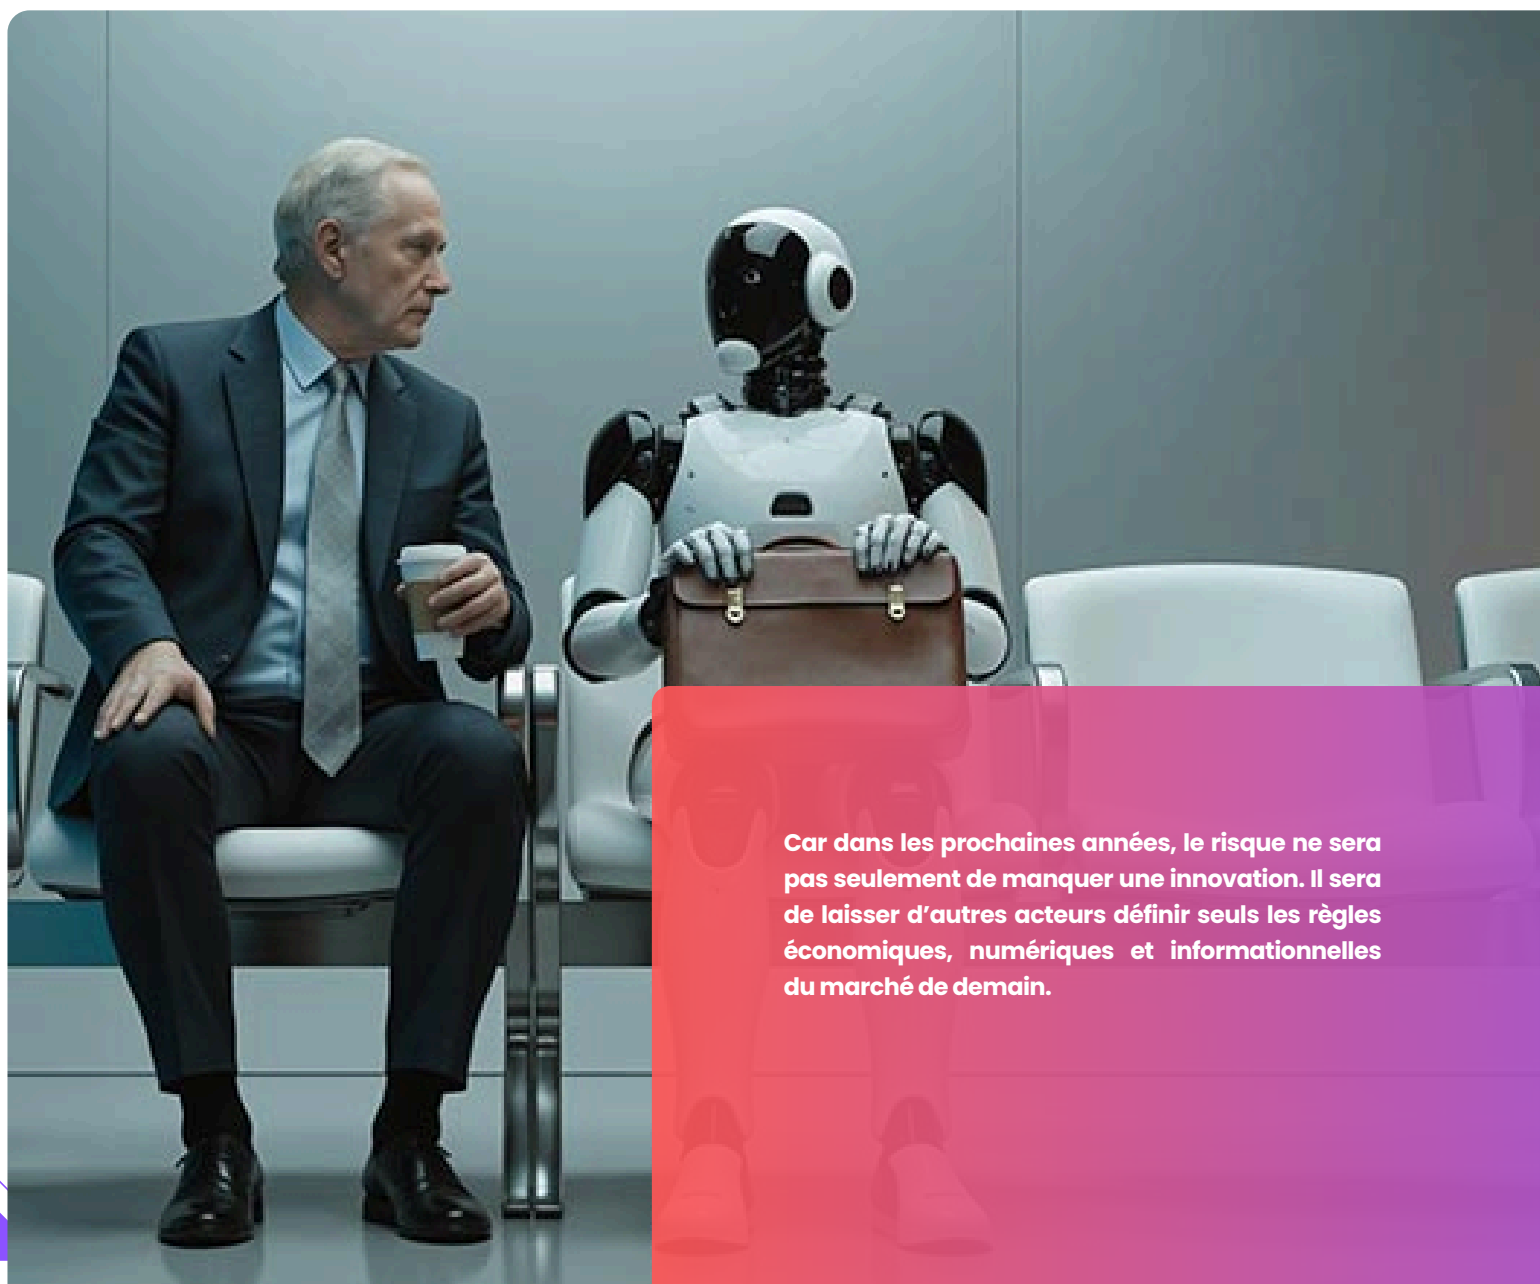 Car dans les prochaines années, le risque ne sera
pas seulement de manquer une innovation. Il sera
de laisser d’autres acteurs définir seuls les règles
économiques, numériques et informationnelles
du marché de demain.